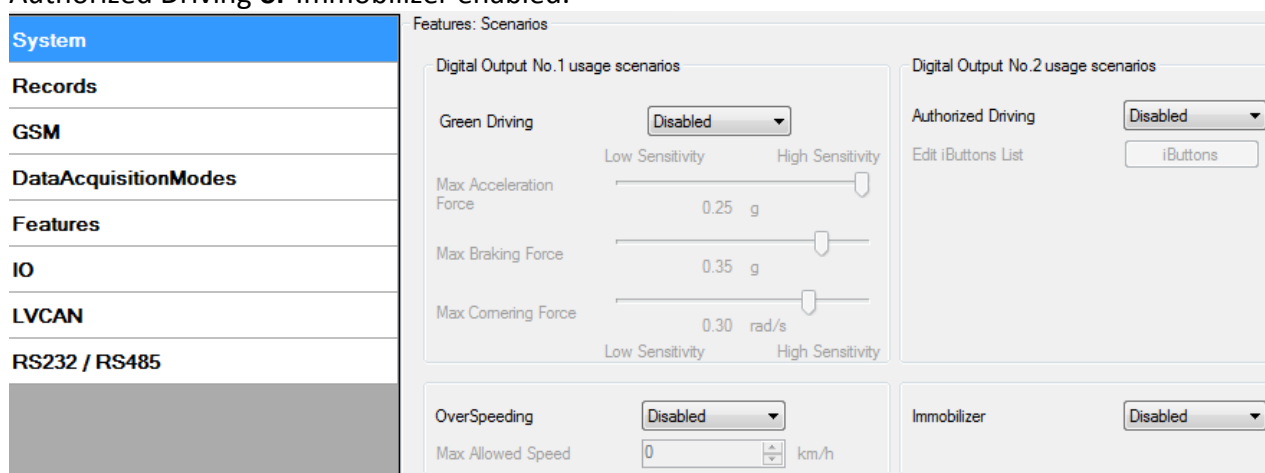 Authorized Driving or Immobilizer enabled.
System
Records
GSM
DataAcquisitionModes
Features
IO
LVCAN
RS232 / RS485
Features: Scenarios
Digital Output No.1 usage scenarios
Green Driving Disabled
Low Sensitivity High Sensitivity
Max Acceleration
Force
0.25 g
Max Braking Force
0.35 g
Max Cornering Force
0.30 rad/s
Low Sensitivity High Sensitivity
Digital Output No.2 usage scenarios
Authorized Driving Disabled
Edit iButtons List iButtons
OverSpeeding Disabled
Max Allowed Speed 0 km/h
Immobilizer Disabled